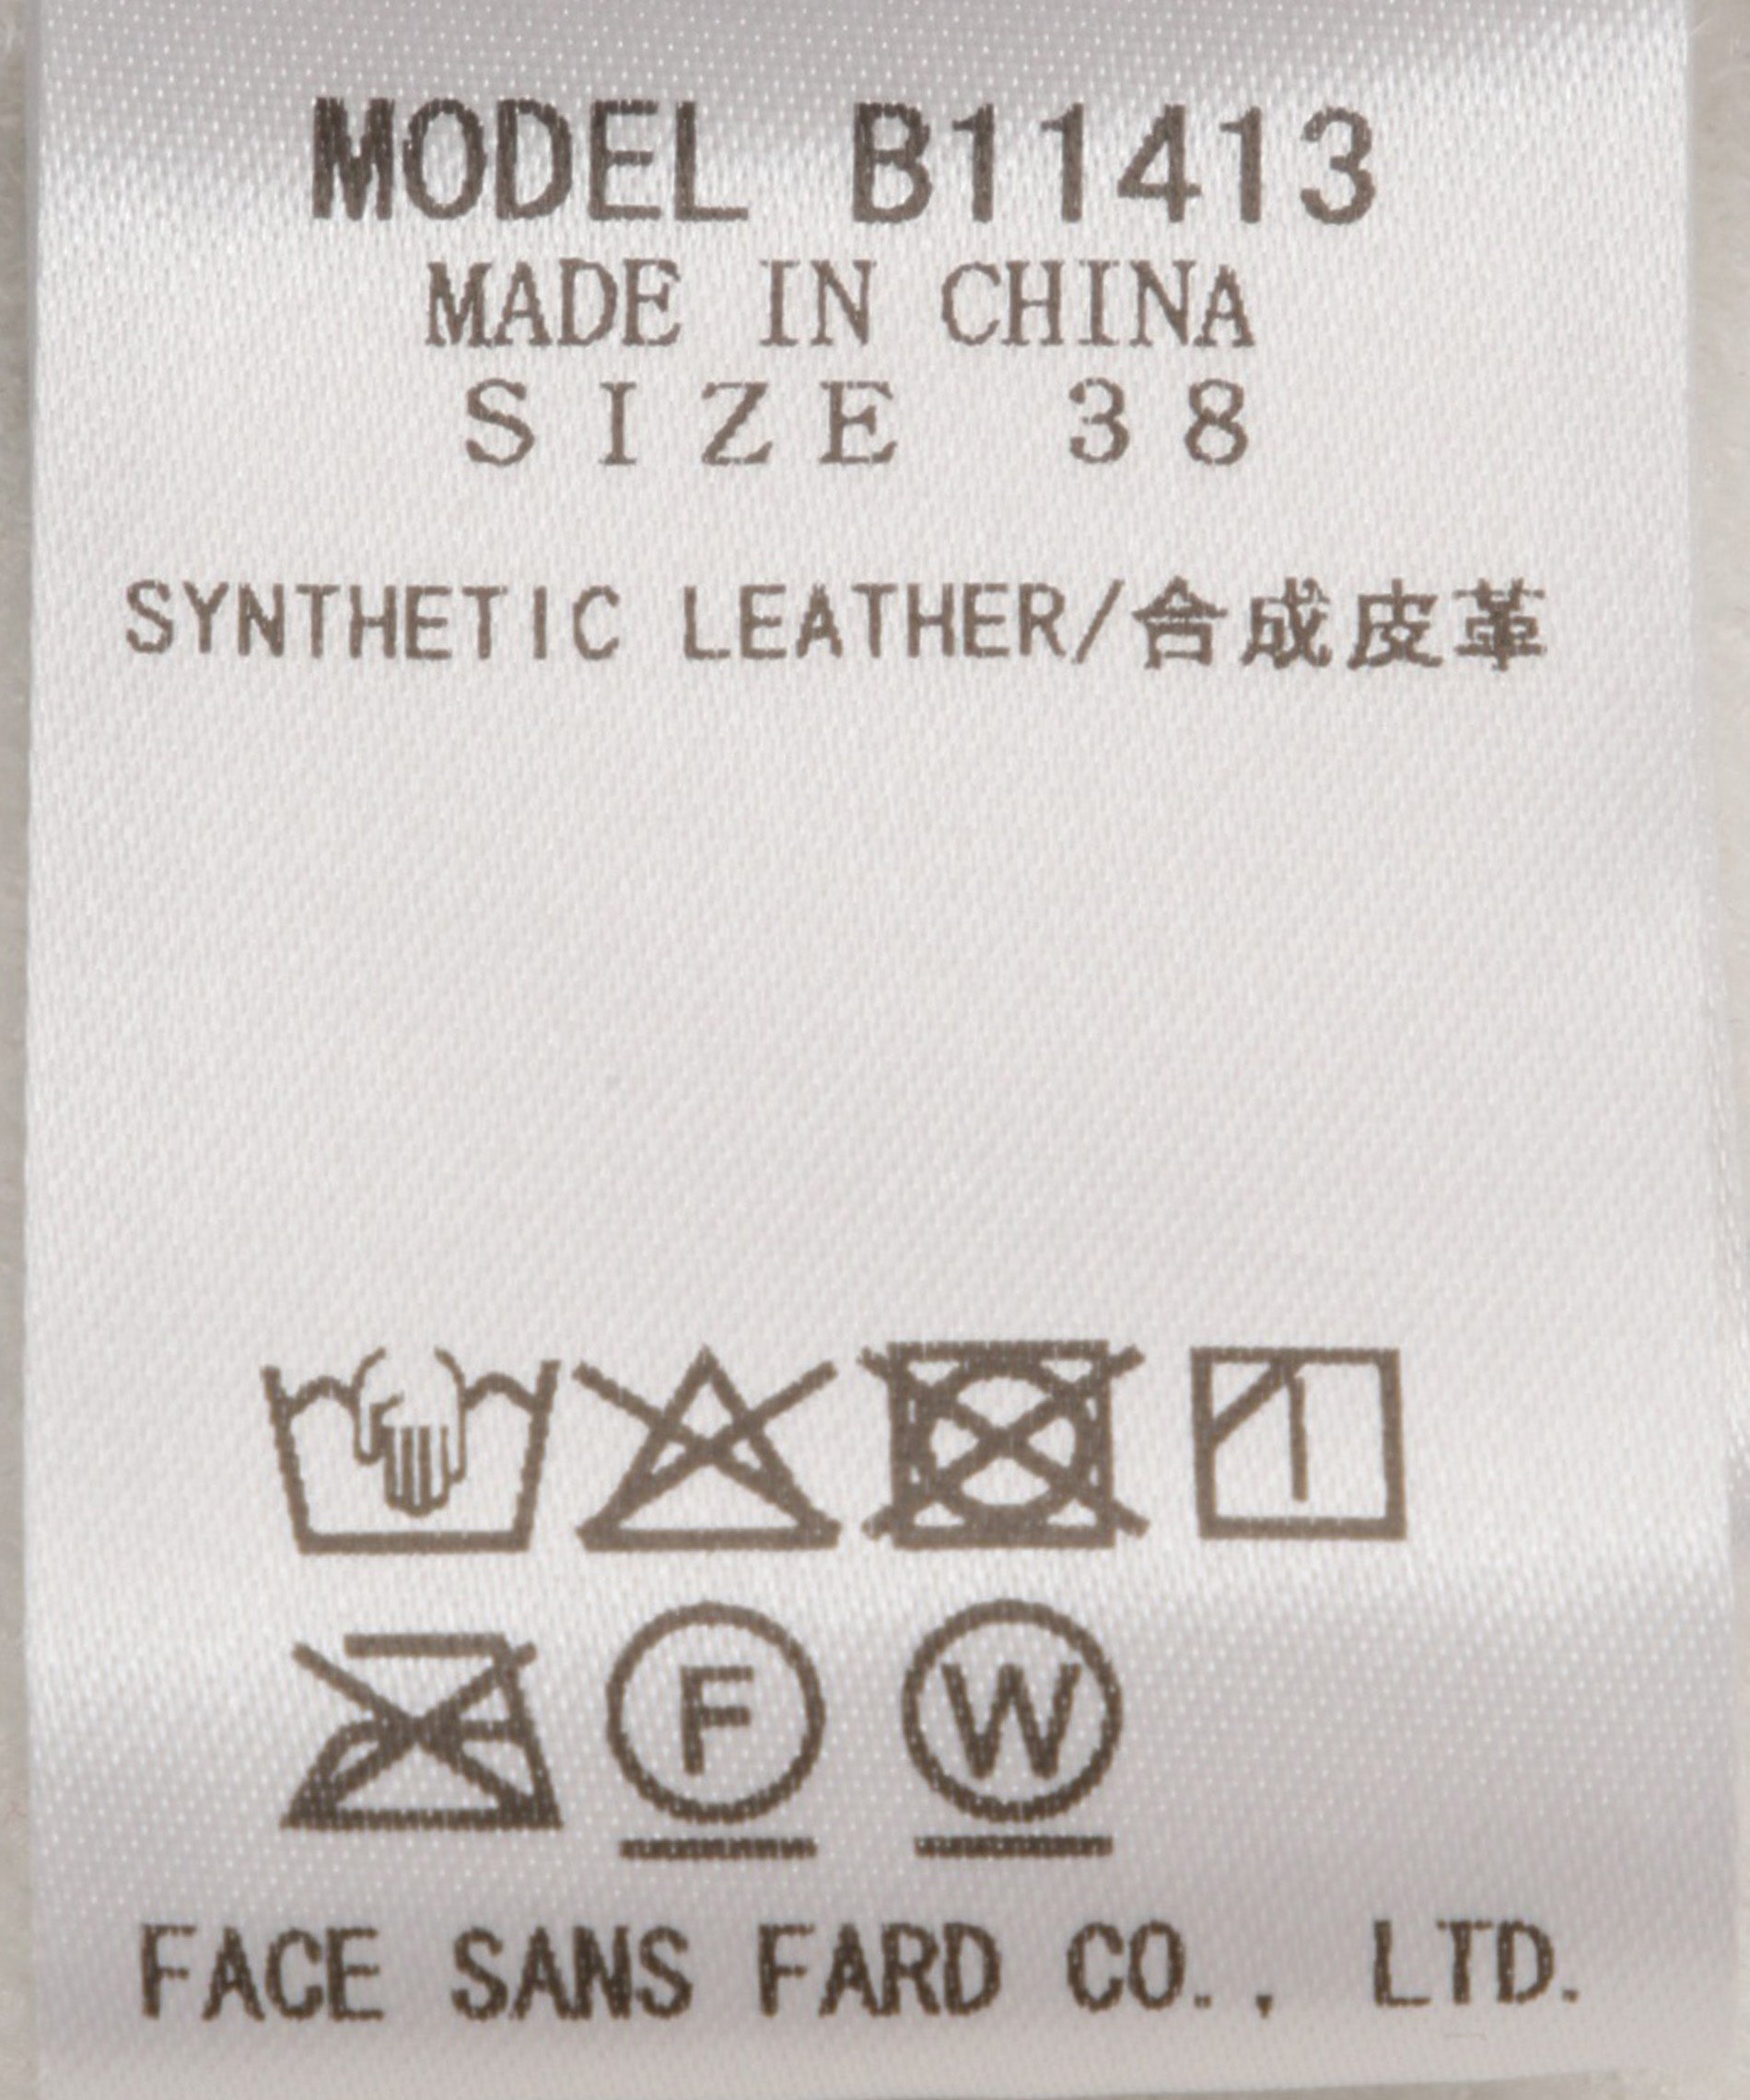 MODEL B11413
MADE IN CHINA
SIZE 38
SYNTHETIC LEATHER/合成皮革
F W
FACE SANS FARD CO., LTD.